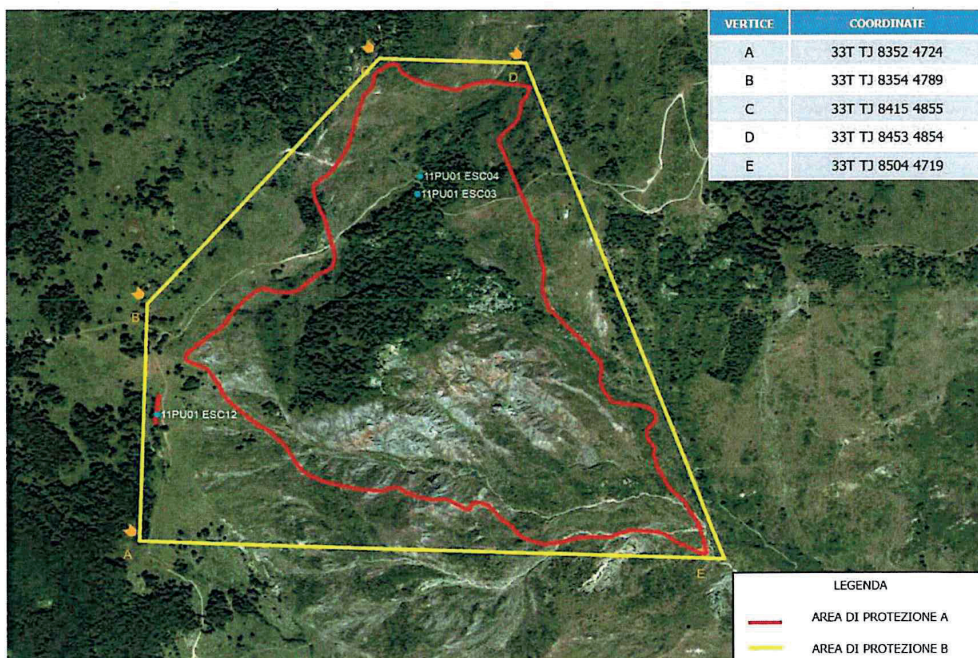 VERTICE COORDINATE
A 33T TJ 8352 4724
B 33T TJ 8354 4789
C 33T TJ 8415 4855
D 33T TJ 8453 4854
E 33T TJ 8504 4719
D
11PU01 ESC04
11PU01 ESC03
B
11PU01 ESC12
A
E
LEGENDA
AREA DI PROTEZIONE A
AREA DI PROTEZIONE B